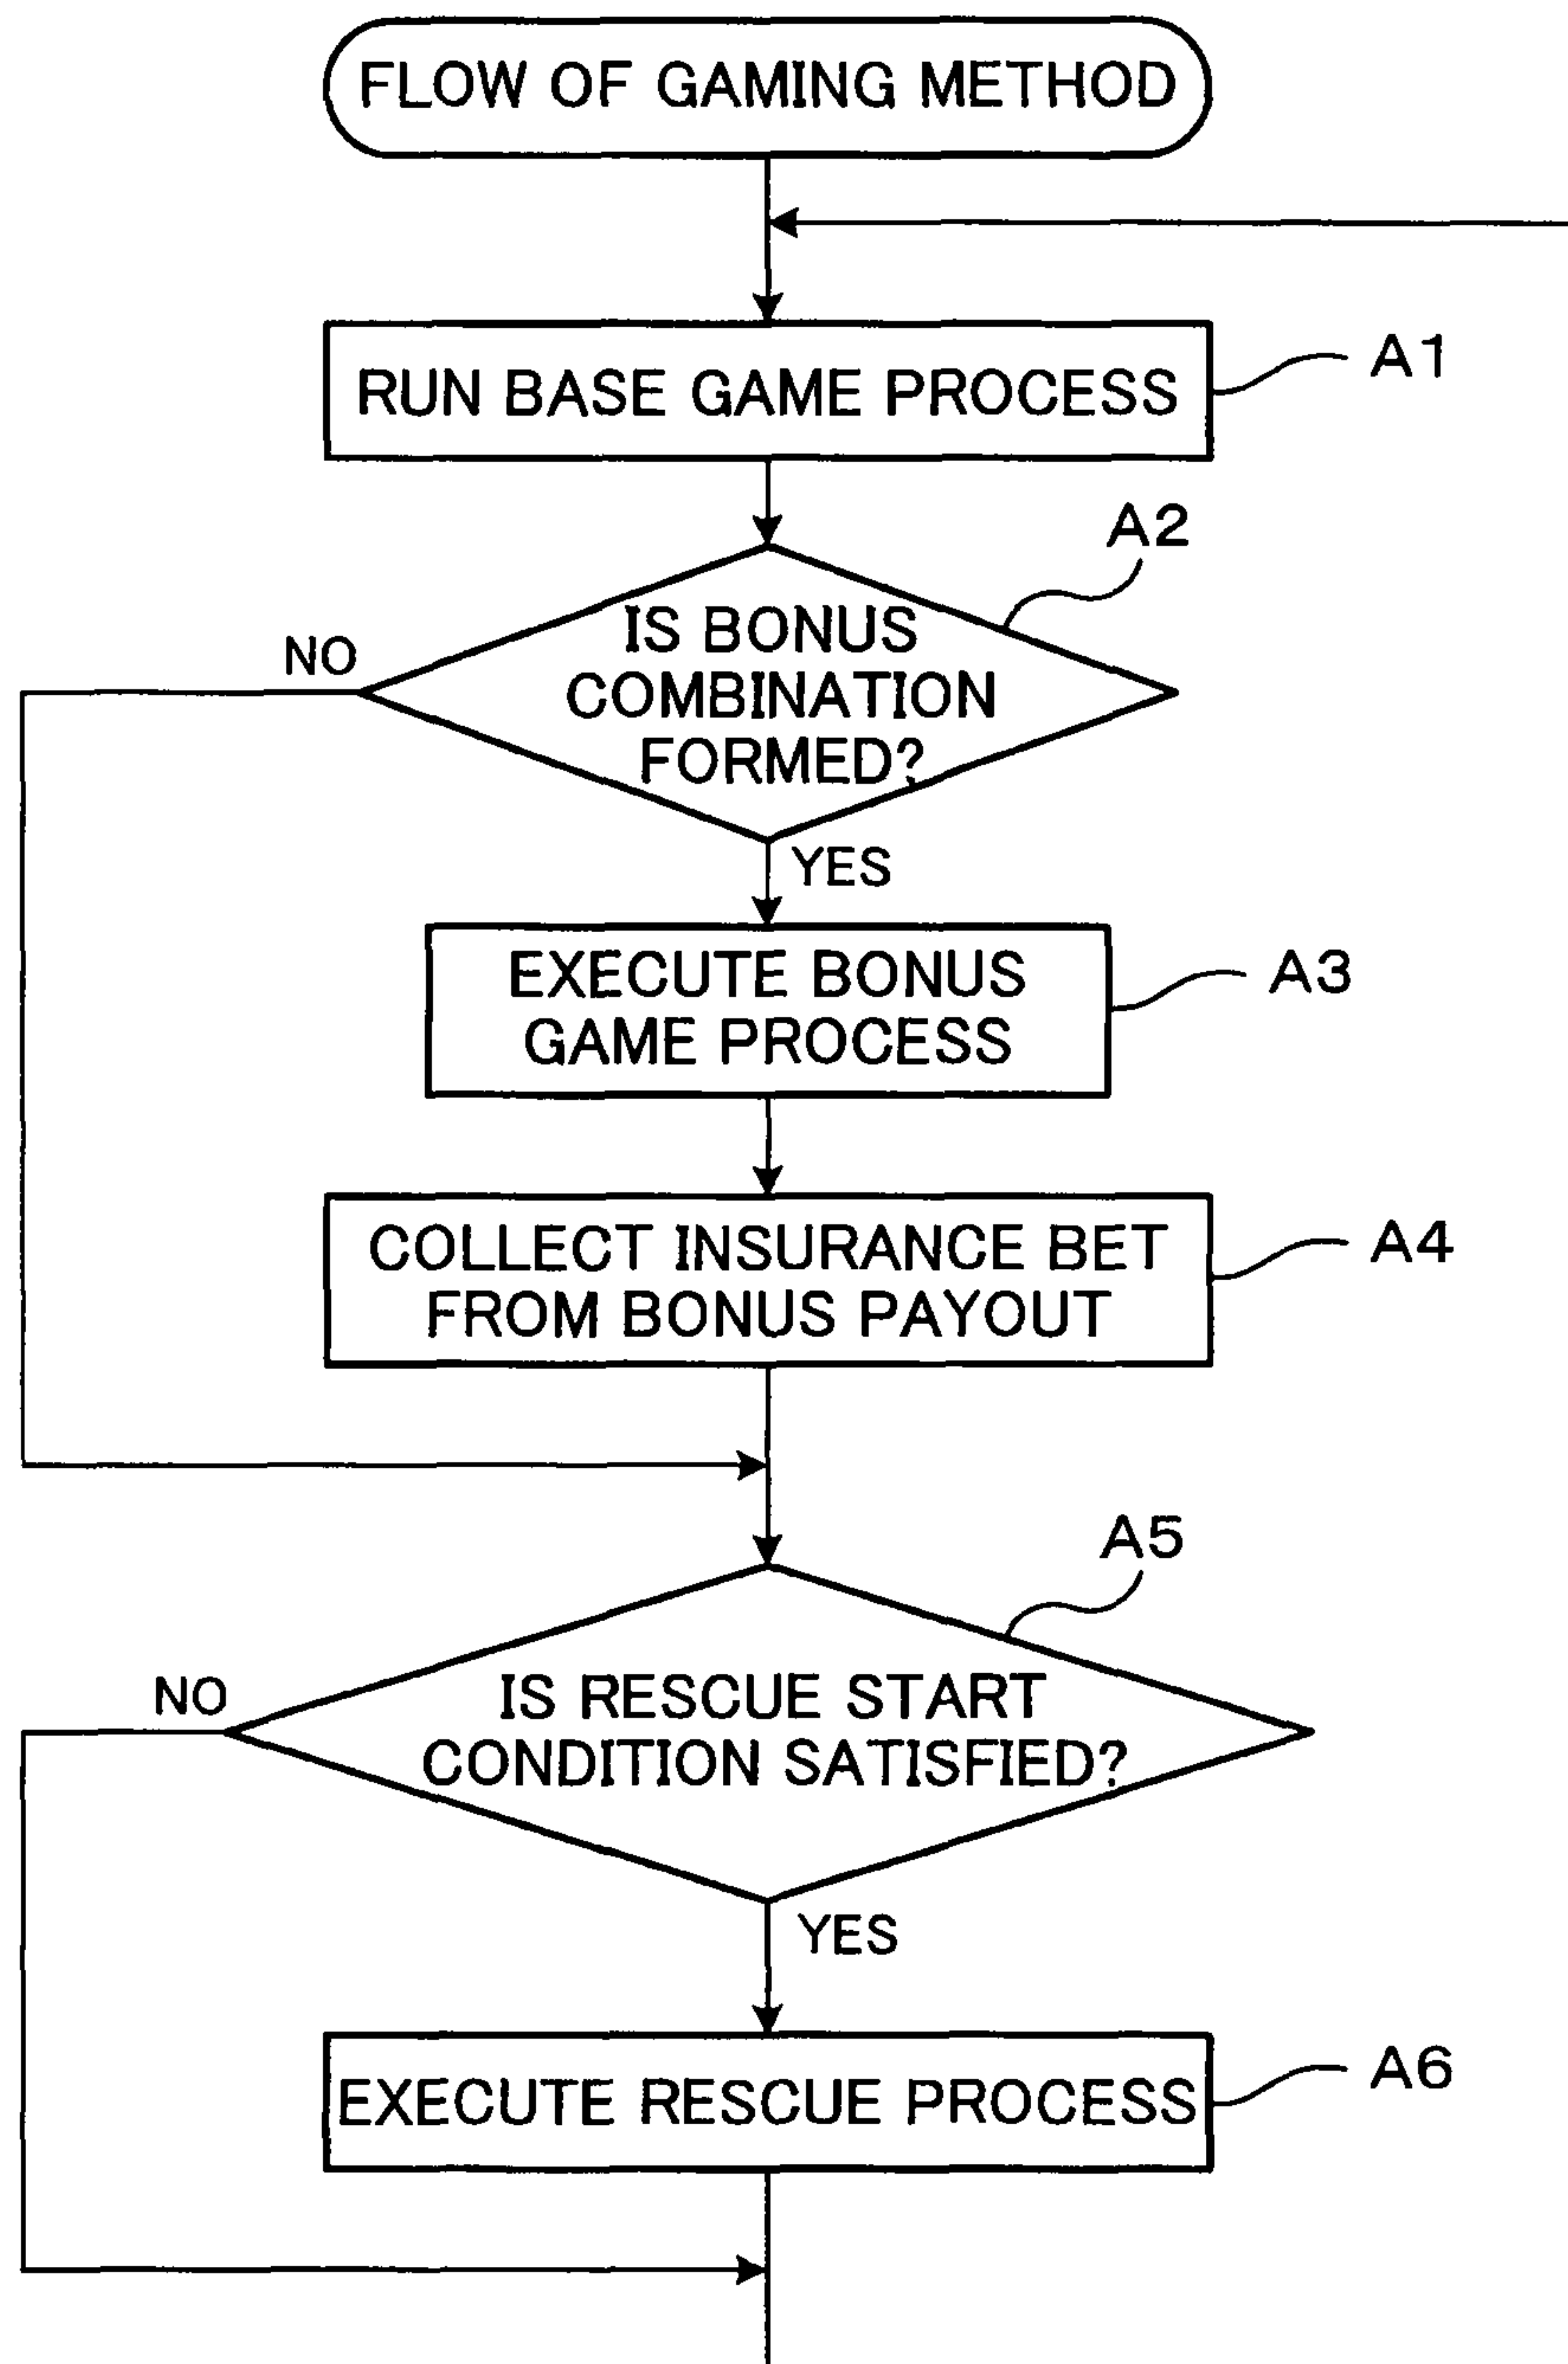 FLOW OF GAMING METHOD
RUN BASE GAME PROCESS
A1
A2
IS BONUS
COMBINATION
FORMED?
NO
YES
EXECUTE BONUS
GAME PROCESS
A3
COLLECT INSURANCE BET
FROM BONUS PAYOUT
A4
A5
IS RESCUE START
CONDITION SATISFIED?
NO
YES
EXECUTE RESCUE PROCESS
A6